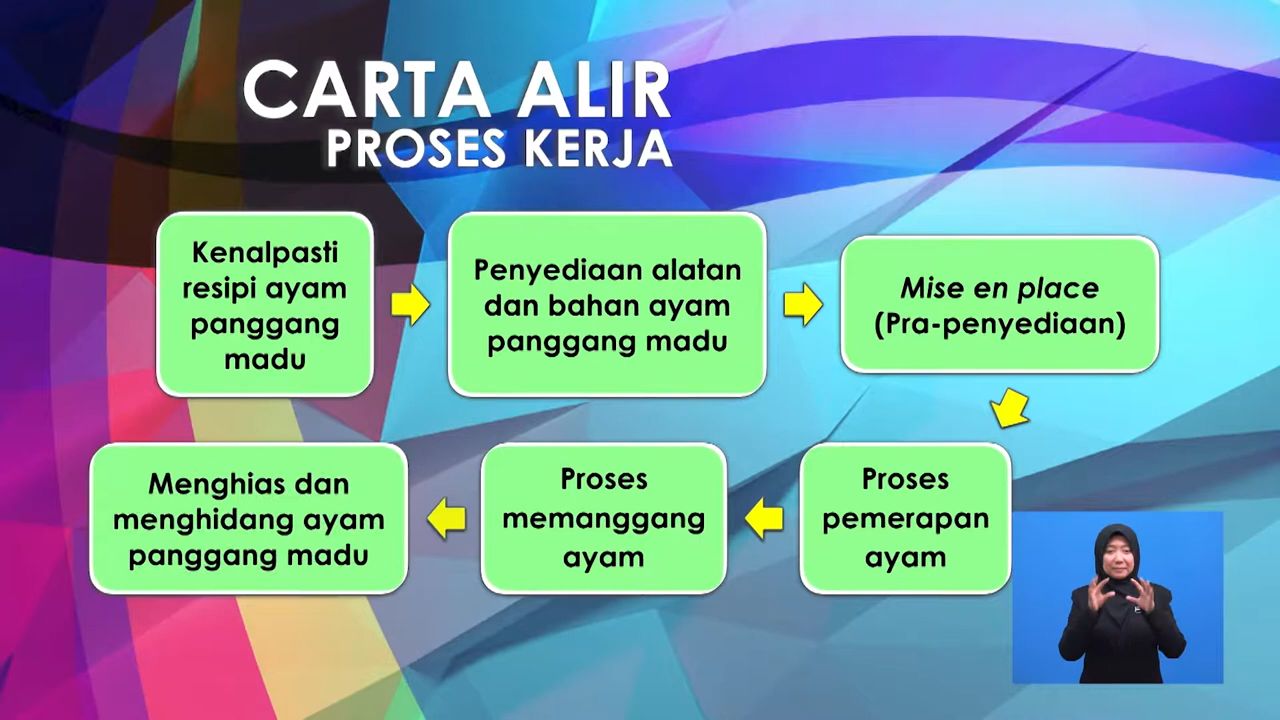 CARTA ALIR
PROSES KERJA
Kenalpasti
resipi ayam
panggang
madu
Penyediaan alatan
dan bahan ayam
panggang madu
Mise en place
(Pra-penyediaan)
Proses
pemerapan
ayam
Proses
memanggang
ayam
Menghias dan
menghidang ayam
panggang madu